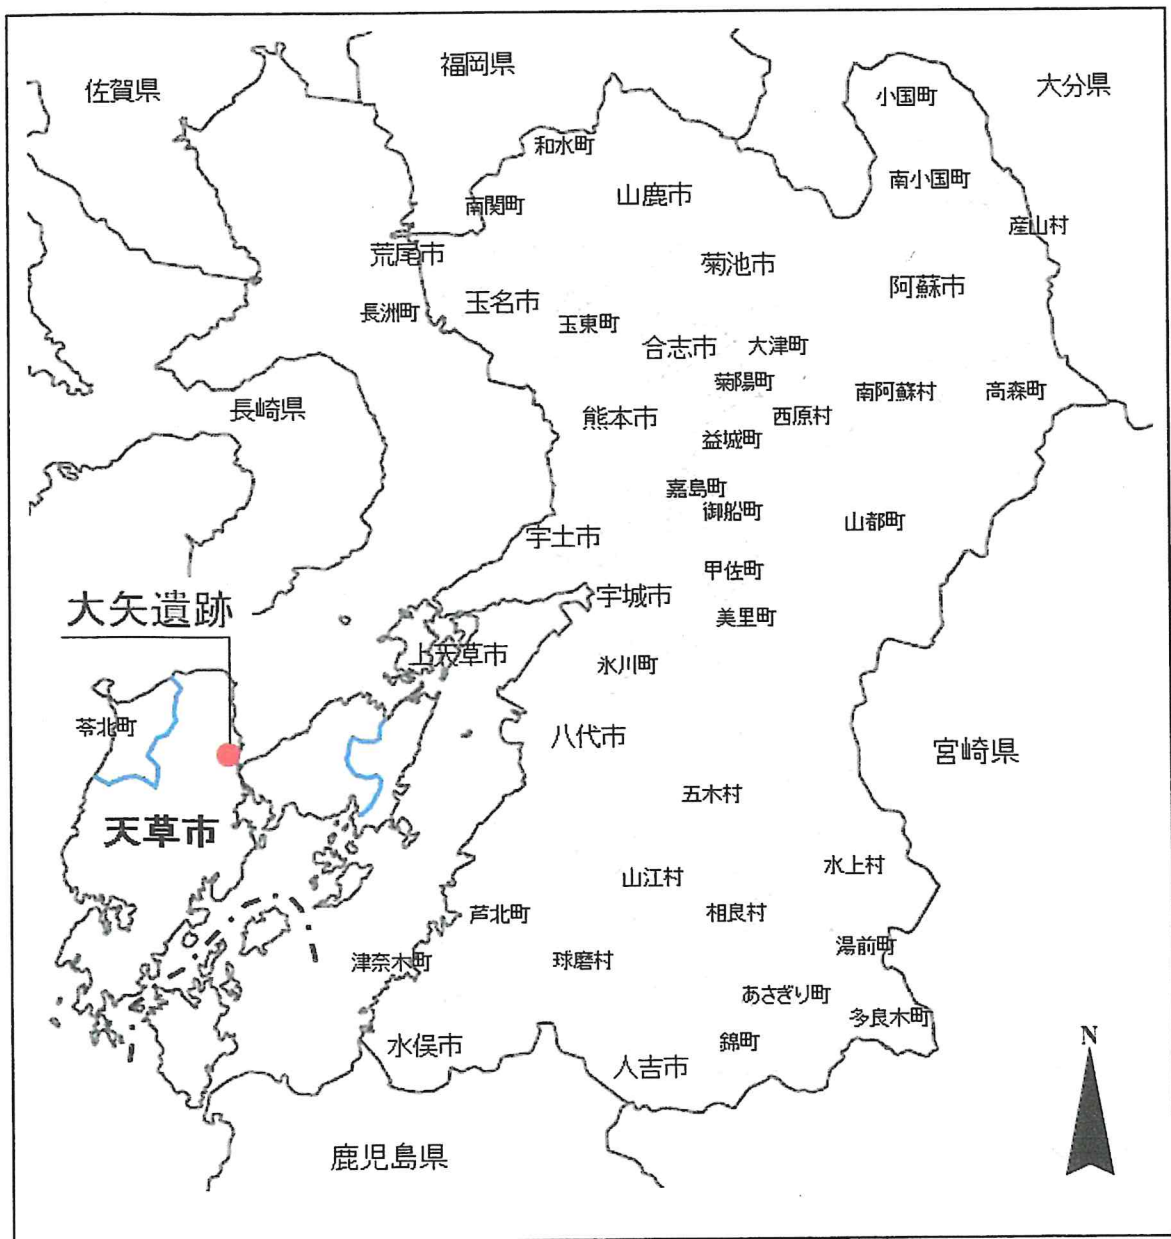 佐賀県
福岡県
大分県
小国町
和水町
南小国町
山鹿市
南関町
産山村
荒尾市
菊池市
阿蘇市
玉名市
長洲町
玉東町
合志市
大津町
菊陽町
南阿蘇村
高森町
長崎県
熊本市
西原村
益城町
嘉島町
御船町
山都町
宇土市
甲佐町
大矢遺跡
宇城市
美里町
上天草市
氷川町
苓北町
八代市
宮崎県
五木村
天草市
水上村
山江村
芦北町
相良村
湯前町
津奈木町
球磨村
あさぎり町
多良木町
水俣市
錦町
N
人吉市
鹿児島県